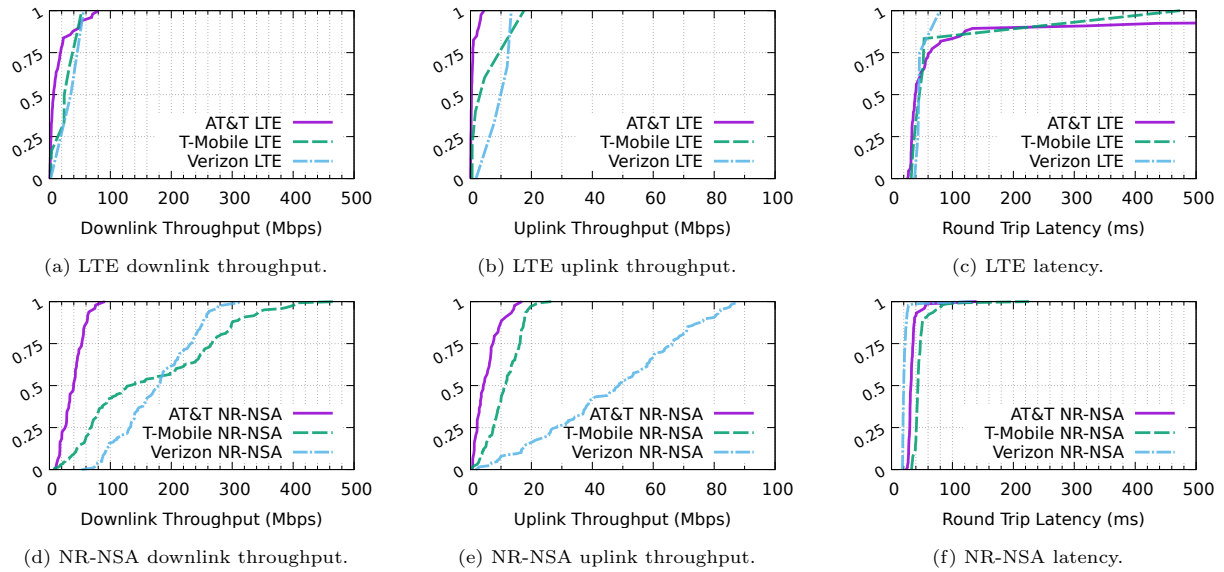 1
0.75
0.5
0.25
0
AT&T LTE
T-Mobile LTE
Verizon LTE
0 100 200 300 400 500
Downlink Throughput (Mbps)
(a) LTE downlink throughput.
1
0.75
0.5
0.25
0
AT&T LTE
T-Mobile LTE
Verizon LTE
0 20 40 60 80 100
Uplink Throughput (Mbps)
(b) LTE uplink throughput.
1
0.75
0.5
0.25
0
AT&T LTE
T-Mobile LTE
Verizon LTE
0 100 200 300 400 500
Round Trip Latency (ms)
(c) LTE latency.
1
0.75
0.5
0.25
0
AT&T NR-NSA
T-Mobile NR-NSA
Verizon NR-NSA
0 100 200 300 400 500
Downlink Throughput (Mbps)
(d) NR-NSA downlink throughput.
1
0.75
0.5
0.25
0
AT&T NR-NSA
T-Mobile NR-NSA
Verizon NR-NSA
0 20 40 60 80 100
Uplink Throughput (Mbps)
(e) NR-NSA uplink throughput.
1
0.75
0.5
0.25
0
AT&T NR-NSA
T-Mobile NR-NSA
Verizon NR-NSA
0 100 200 300 400 500
Round Trip Latency (ms)
(f) NR-NSA latency.